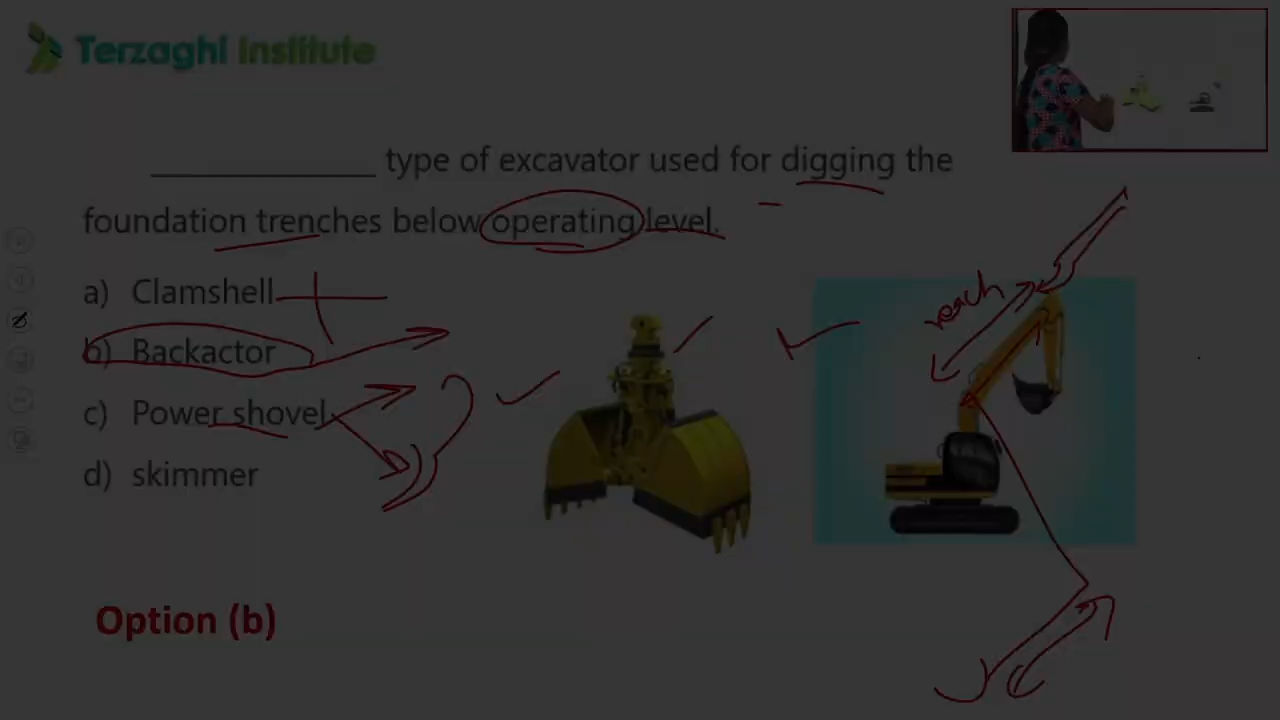 Terzaghi Institute
____________ type of excavator used for digging the
foundation trenches below operating level.
a) Clamshell
b) Backactor
c) Power shovel
d) skimmer
reach
Option (b)